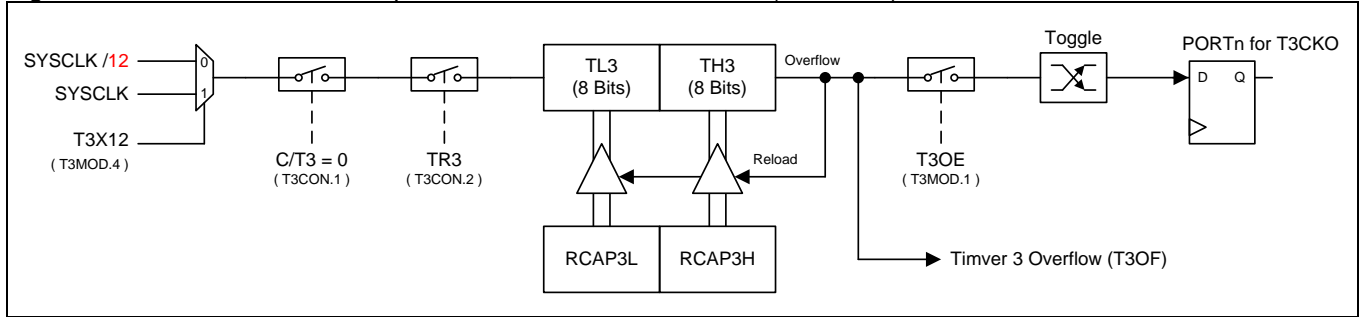 SYSCLK /12
SYSCLK
T3X12
( T3MOD.4 )
0
1
C/T3 = 0
( T3CON.1 )
TR3
( T3CON.2 )
TL3
(8 Bits)
TH3
(8 Bits)
Overflow
Reload
RCAP3L
RCAP3H
T3OE
( T3MOD.1 )
Toggle
PORTn for T3CKO
D Q
Timver 3 Overflow (T3OF)